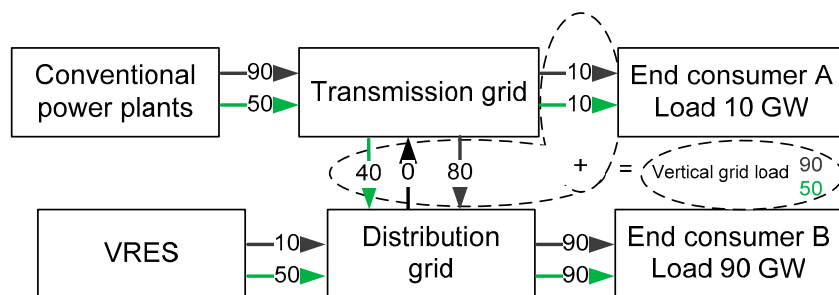 Conventional
power plants
90
50
Transmission grid
10
10
End consumer A
Load 10 GW
40
0
80
+
=
Vertical grid load
90
50
VRES
10
50
Distribution
grid
90
90
End consumer B
Load 90 GW